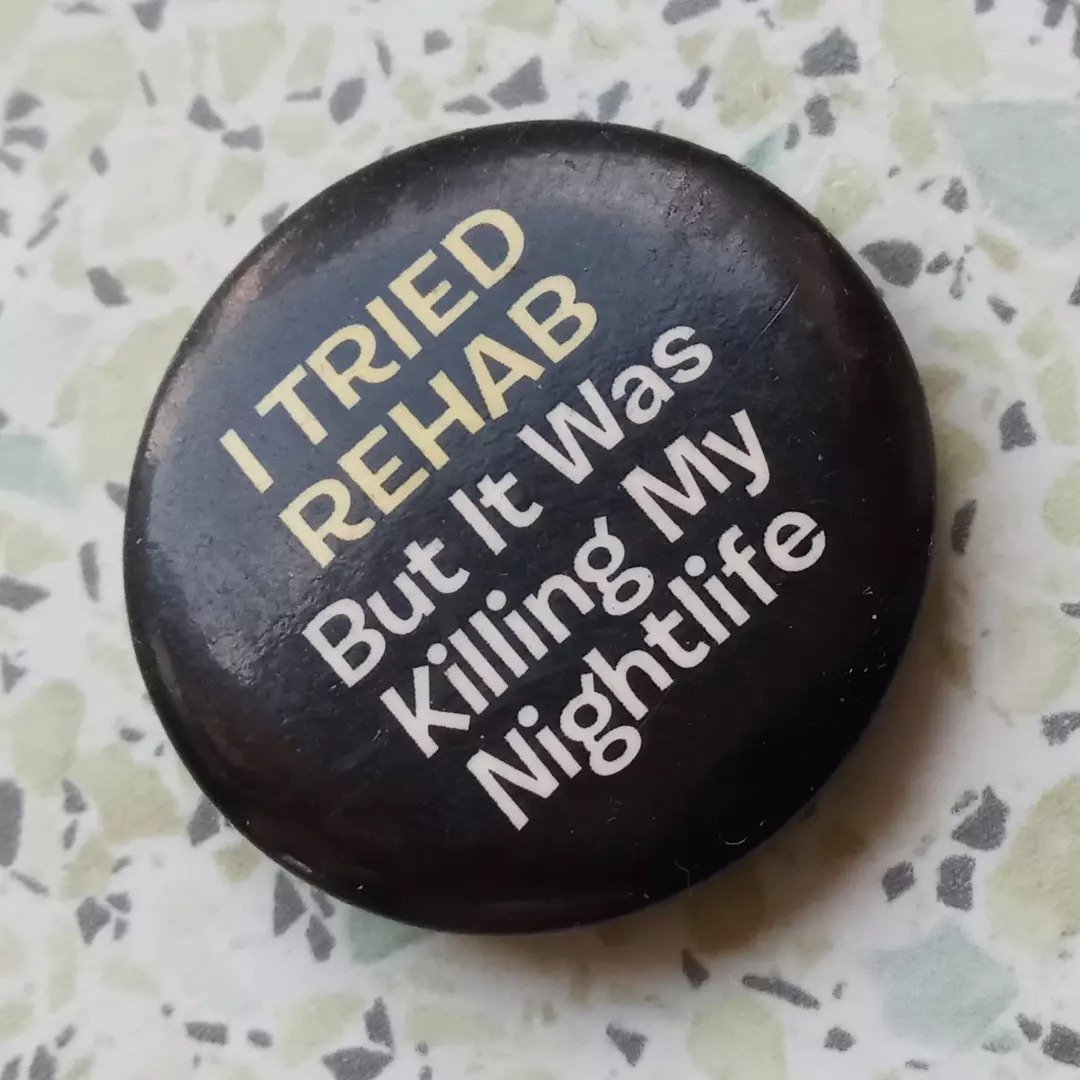 I TRIED
REHAB
But It Was
Killing My
Nightlife